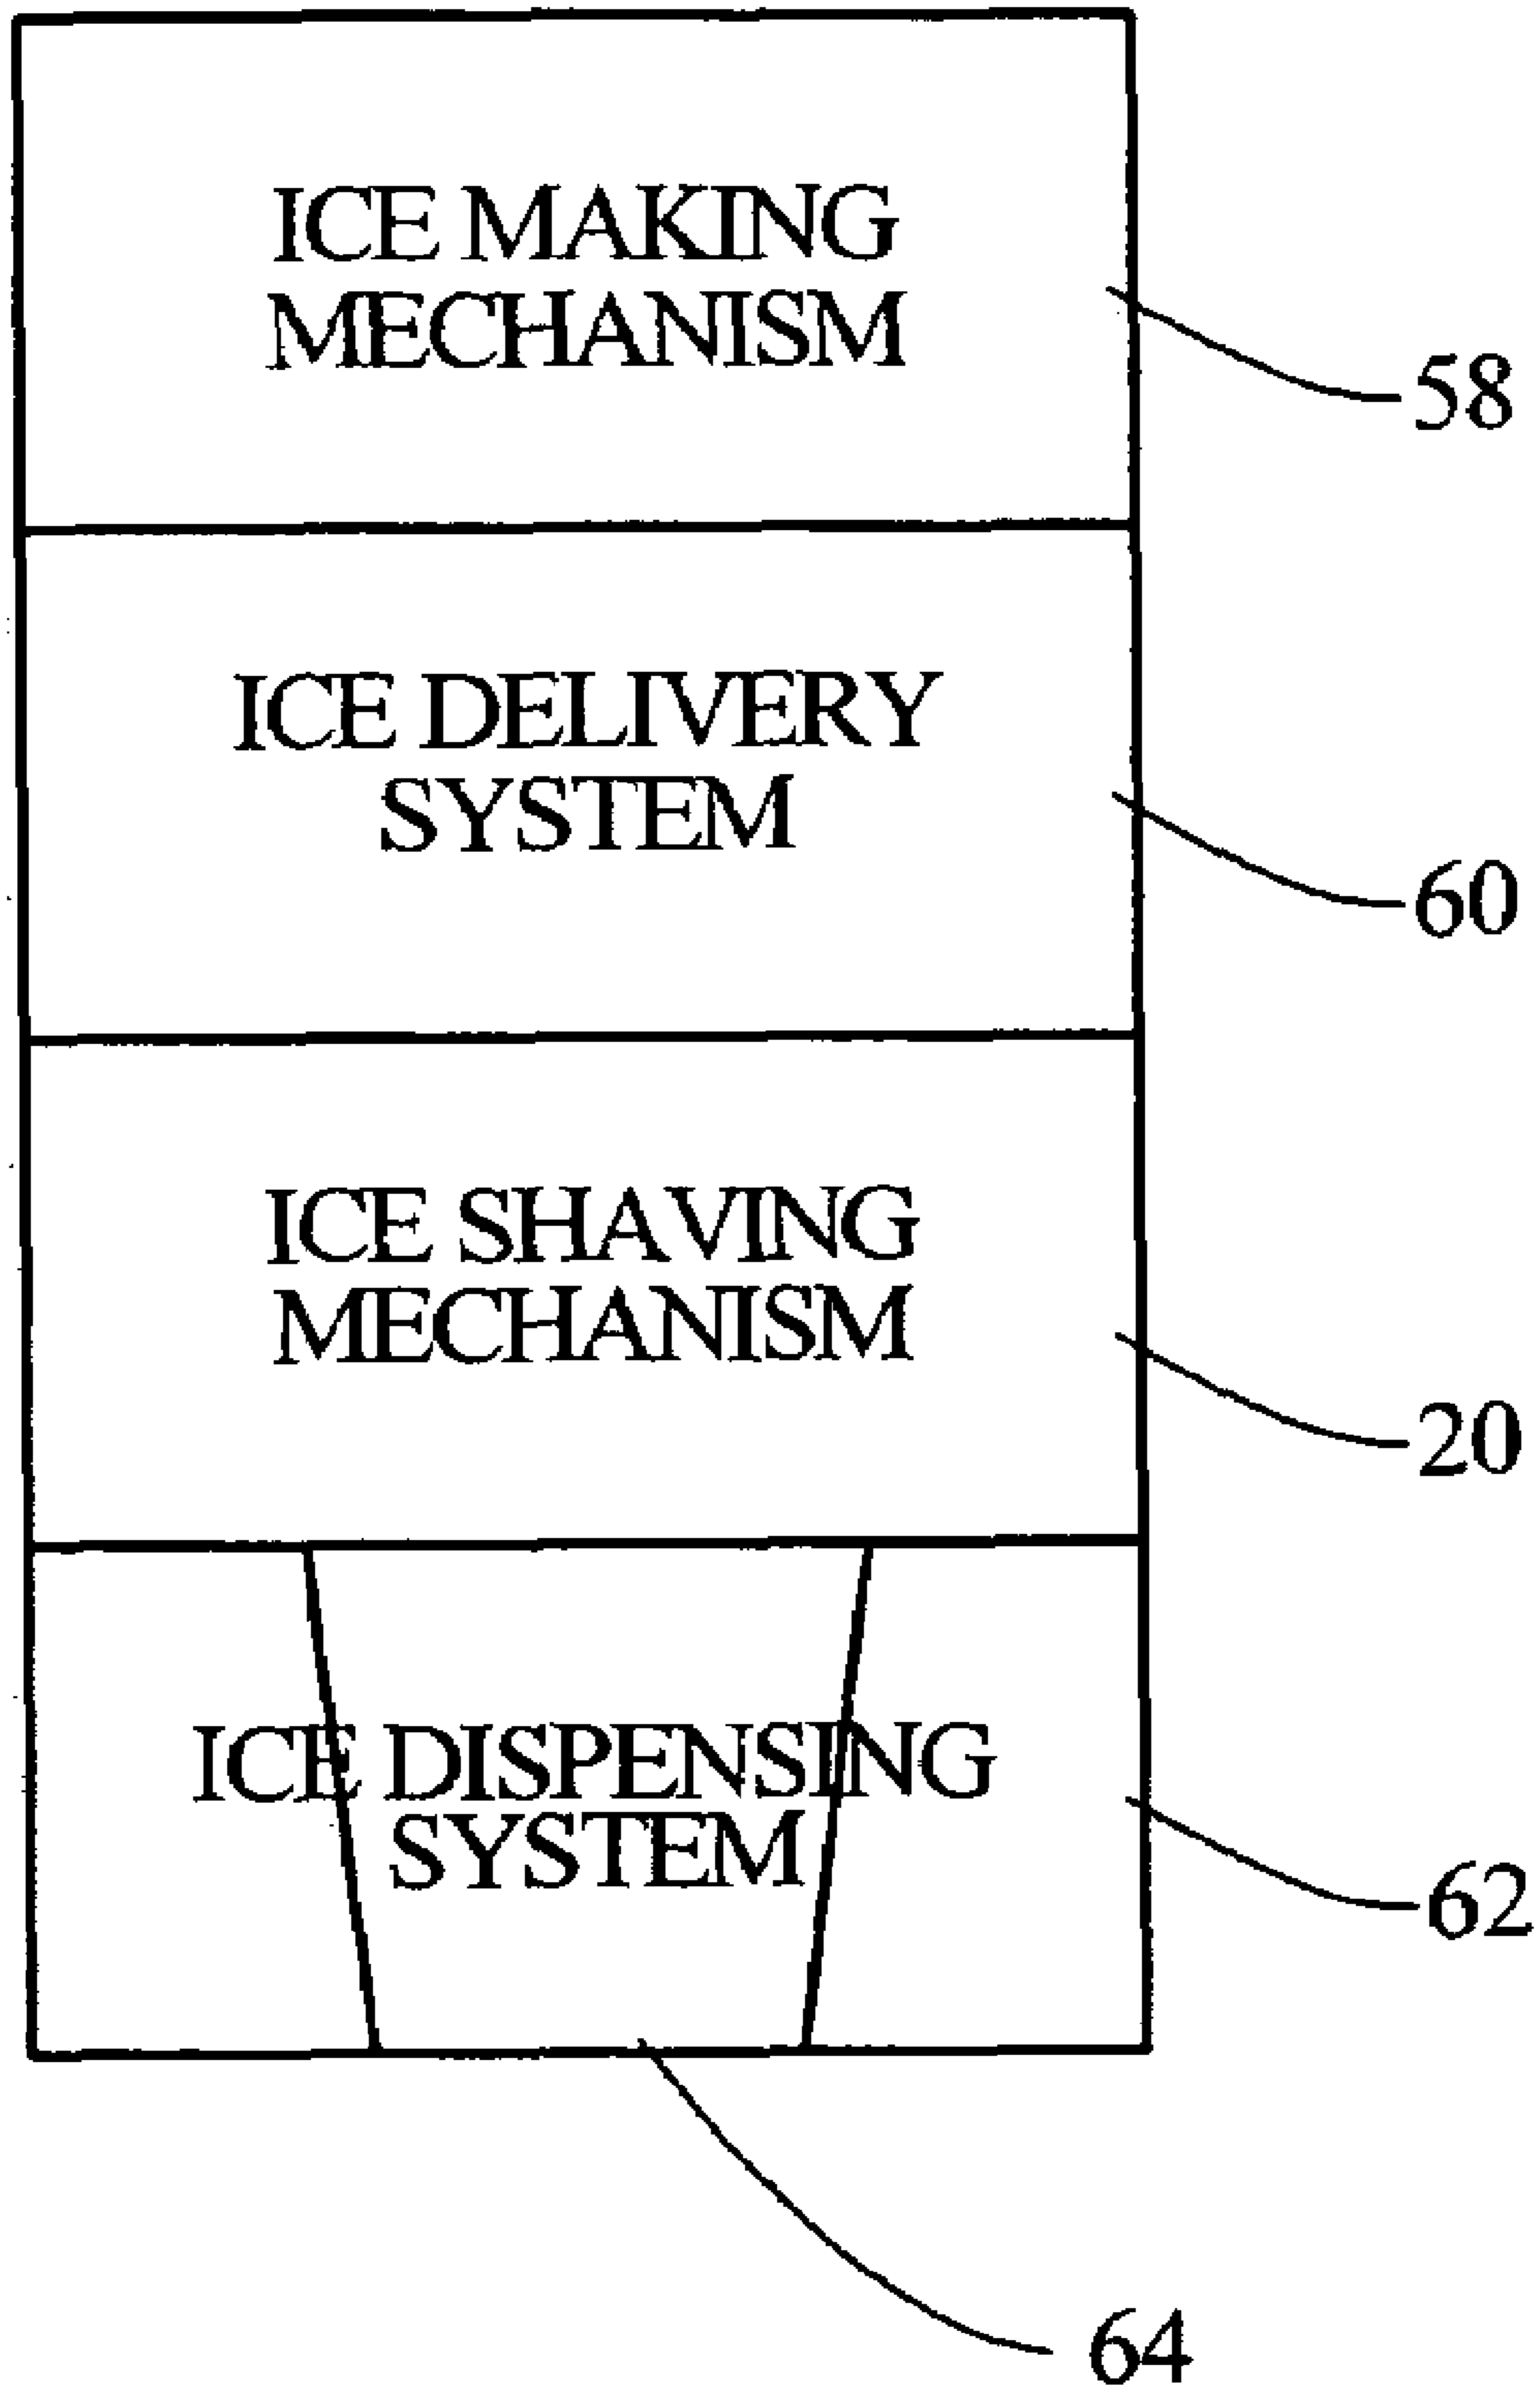 ICE MAKING
MECHANISM
58
ICE DELIVERY
SYSTEM
60
ICE SHAVING
MECHANISM
20
ICE DISPENSING
SYSTEM
62
64